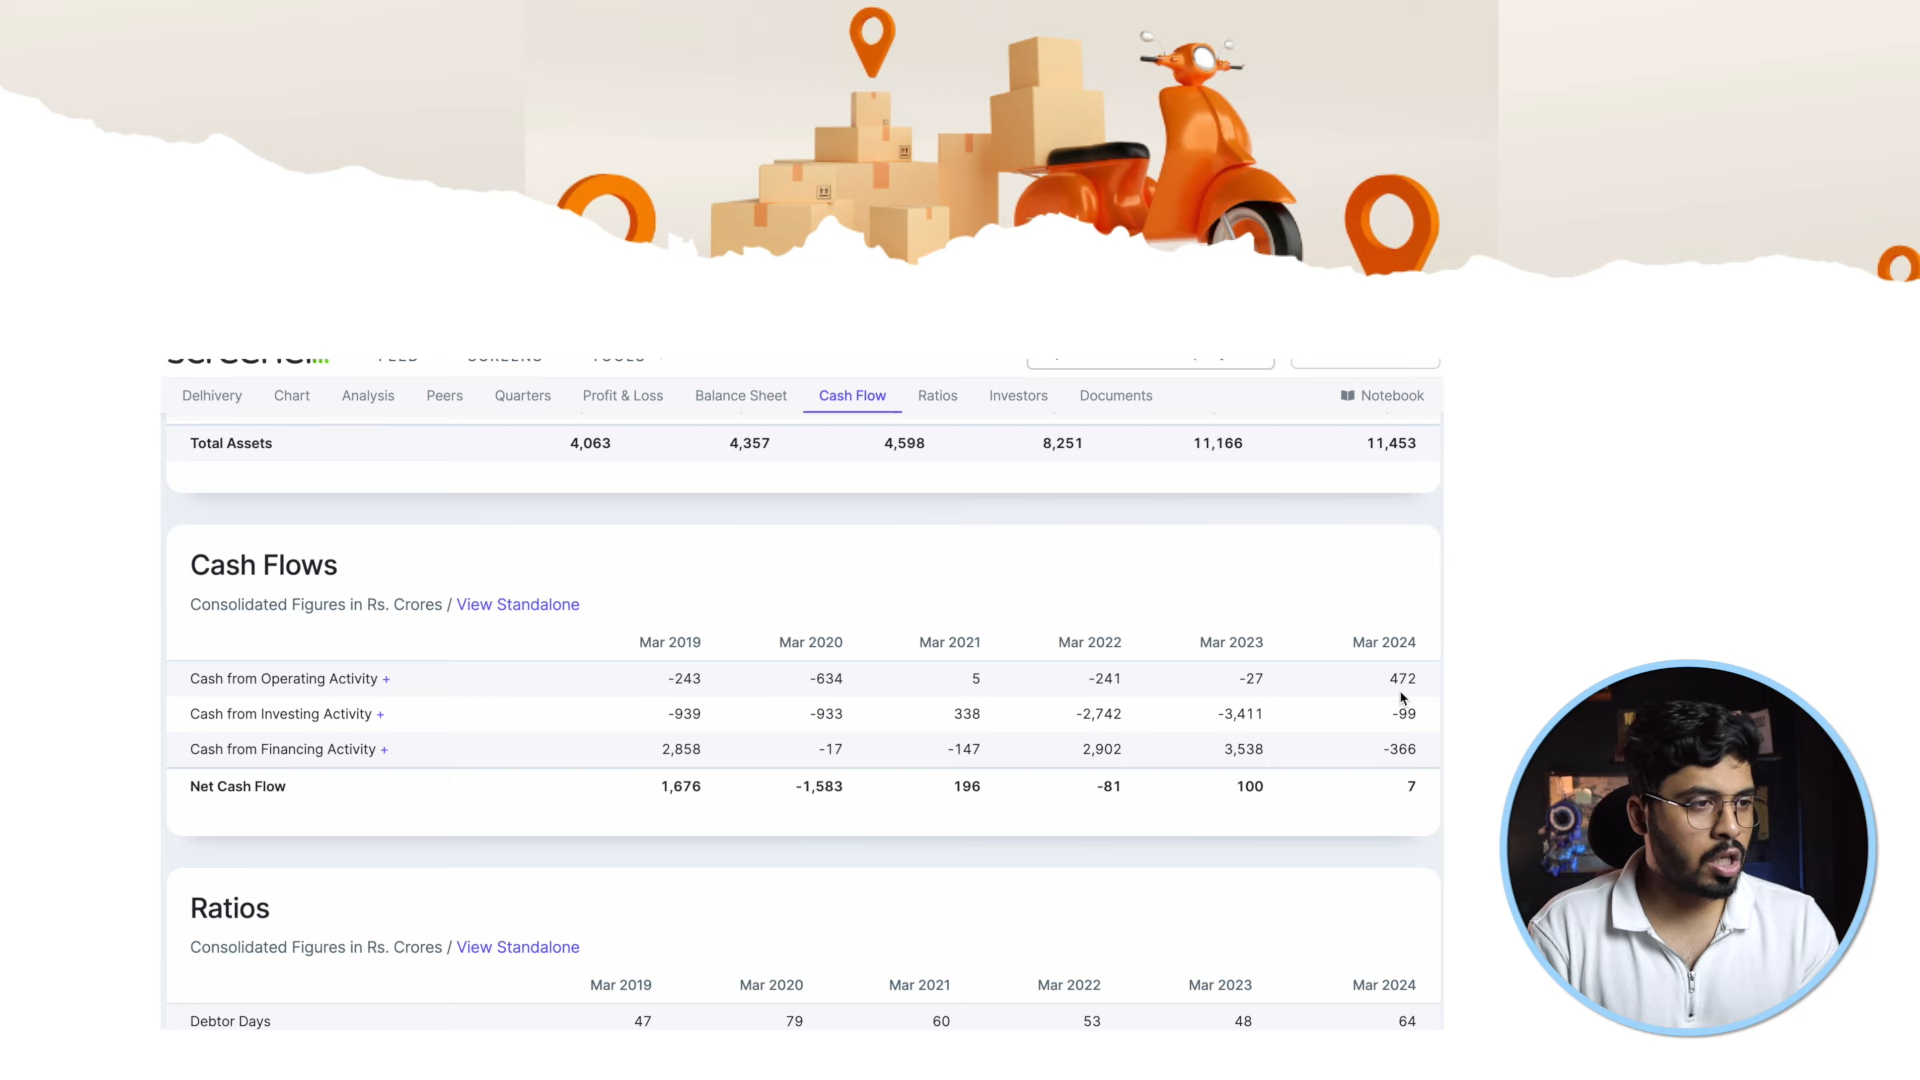 Delhivery Chart Analysis Peers Quarters Profit & Loss Balance Sheet Cash Flow Ratios Investors Documents Notebook
Total Assets 4,063 4,357 4,598 8,251 11,166 11,453
Cash Flows
Consolidated Figures in Rs. Crores / View Standalone
Mar 2019 Mar 2020 Mar 2021 Mar 2022 Mar 2023 Mar 2024
Cash from Operating Activity + -243 -634 5 -241 -27 472
Cash from Investing Activity + -939 -933 338 -2,742 -3,411 -99
Cash from Financing Activity + 2,858 -17 -147 2,902 3,538 -366
Net Cash Flow 1,676 -1,583 196 -81 100 7
Ratios
Consolidated Figures in Rs. Crores / View Standalone
Mar 2019 Mar 2020 Mar 2021 Mar 2022 Mar 2023 Mar 2024
Debtor Days 47 79 60 53 48 64